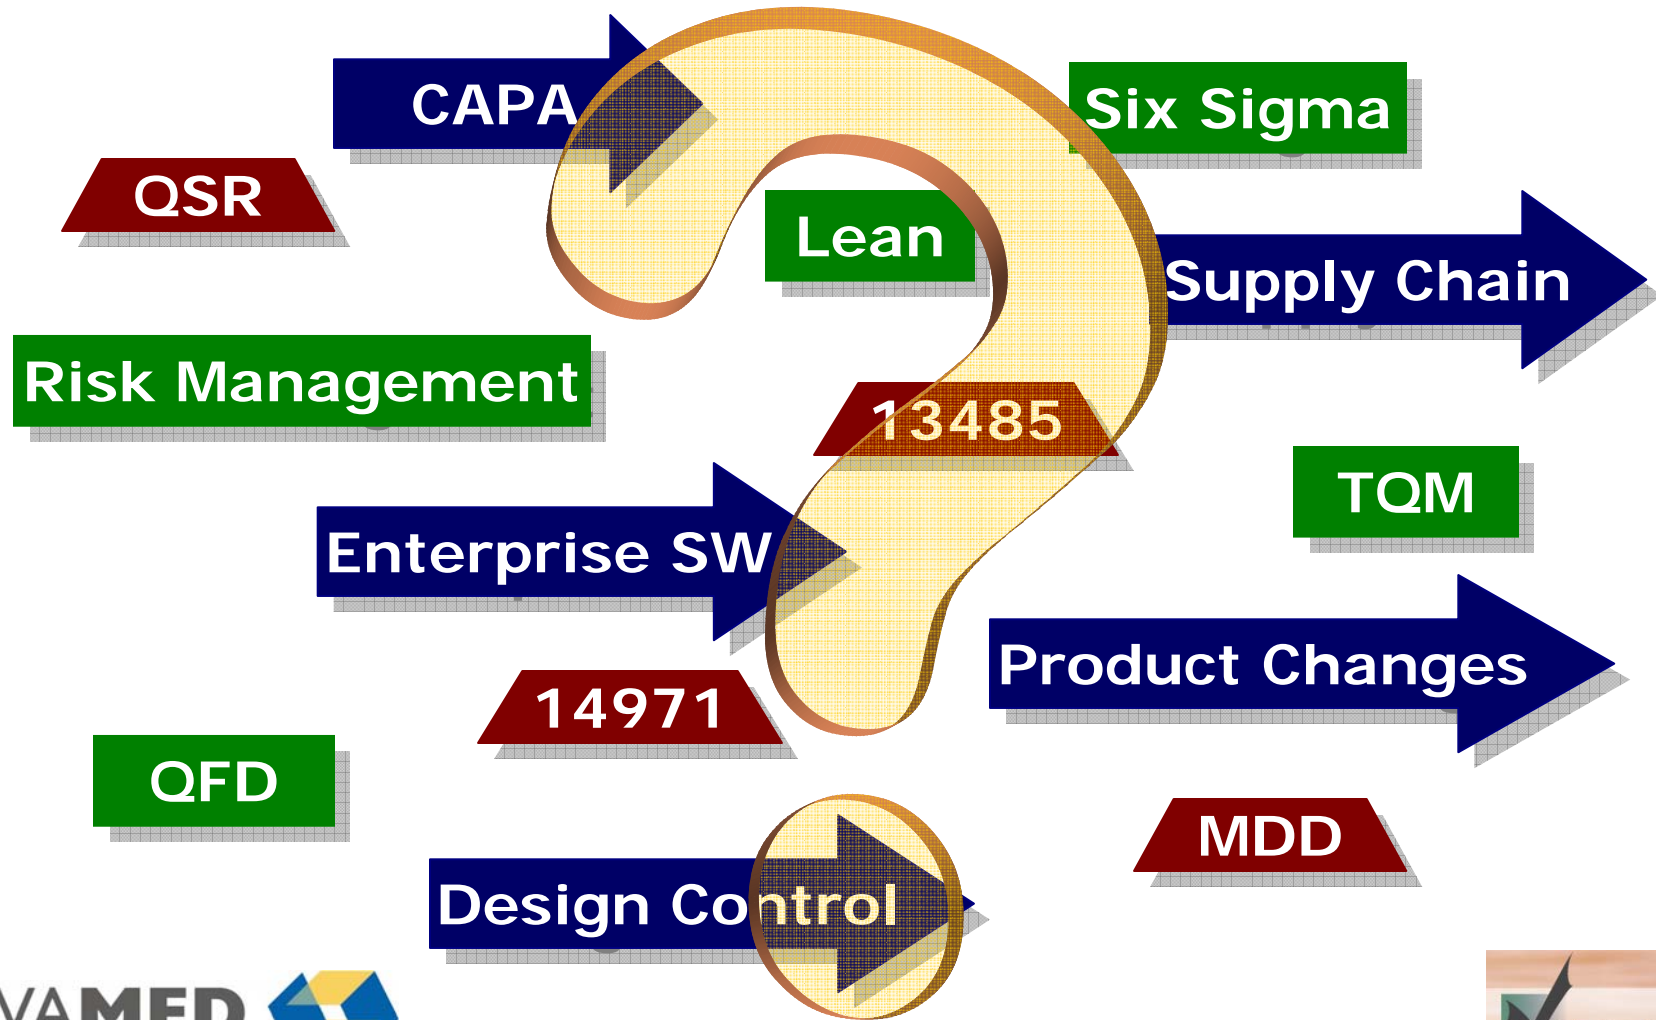 CAPA
Six Sigma
QSR
Lean
Supply Chain
Risk Management
13485
TQM
Enterprise SW
Product Changes
14971
QFD
MDD
Design Control
VAMED